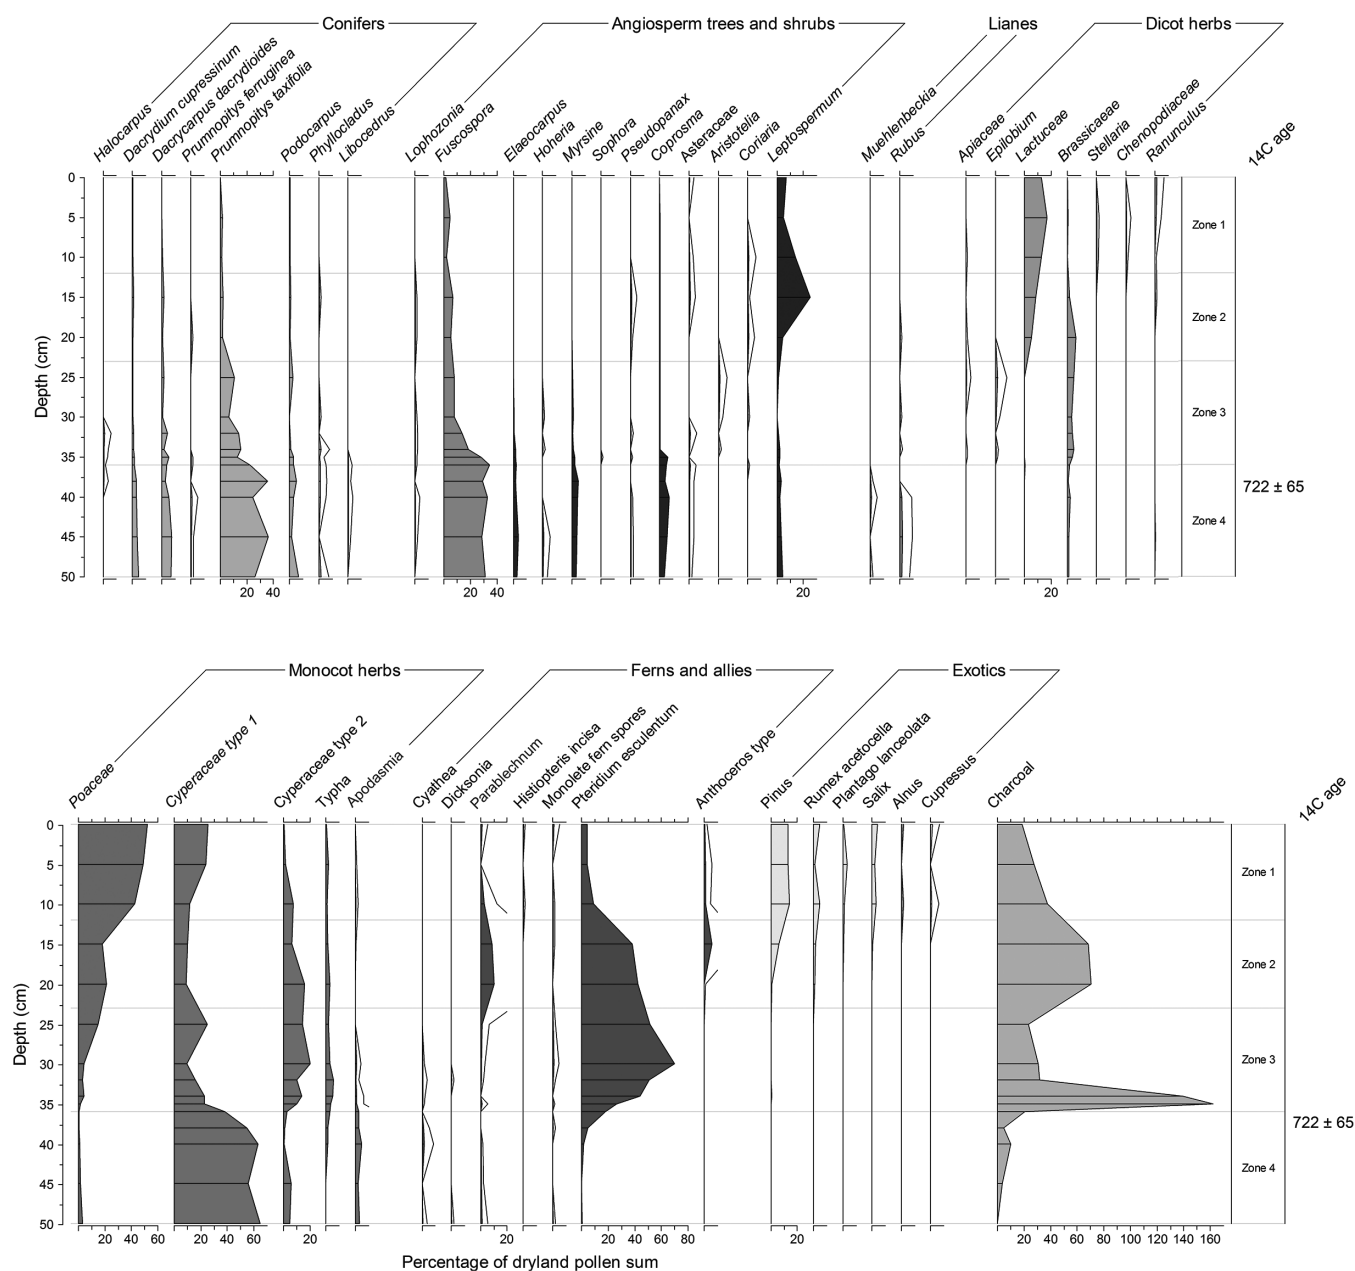 Conifers
Angiosperm trees and shrubs
Lianes
Dicot herbs
Halocarpus
Dacrydium cupressinum
Dacrycarpus dacrydioides
Prumnopitys ferruginea
Prumnopitys taxifolia
Podocarpus
Phyllocladus
Libocedrus
Lophozonia
Fuscospora
Elaeocarpus
Hoheria
Myrsine
Sophora
Pseudopanax
Coprosma
Asteraceae
Aristotelia
Coriaria
Leptospermum
Muehlenbeckia
Rubus
Apiaceae
Epilobium
Lactuceae
Brassicaceae
Stellaria
Chenopodiaceae
Ranunculus
14C age
Depth (cm)
0
5
10
15
20
25
30
35
40
45
50
Zone 1
Zone 2
Zone 3
Zone 4
722 ± 65
20 40
20 40
20
20
Monocot herbs
Ferns and allies
Exotics
Poaceae
Cyperaceae type 1
Cyperaceae type 2
Typha
Apodasmia
Cyathea
Dicksonia
Parablechnum
Histiopteris incisa
Monolete fern spores
Pteridium esculentum
Anthoceros type
Pinus
Rumex acetocella
Plantago lanceolata
Salix
Alnus
Cupressus
Charcoal
14C age
Depth (cm)
0
5
10
15
20
25
30
35
40
45
50
Zone 1
Zone 2
Zone 3
Zone 4
722 ± 65
20 40 60
20 40 60
20
20
20 40 60 80
20
20 40 60 80 100 120 140 160
Percentage of dryland pollen sum